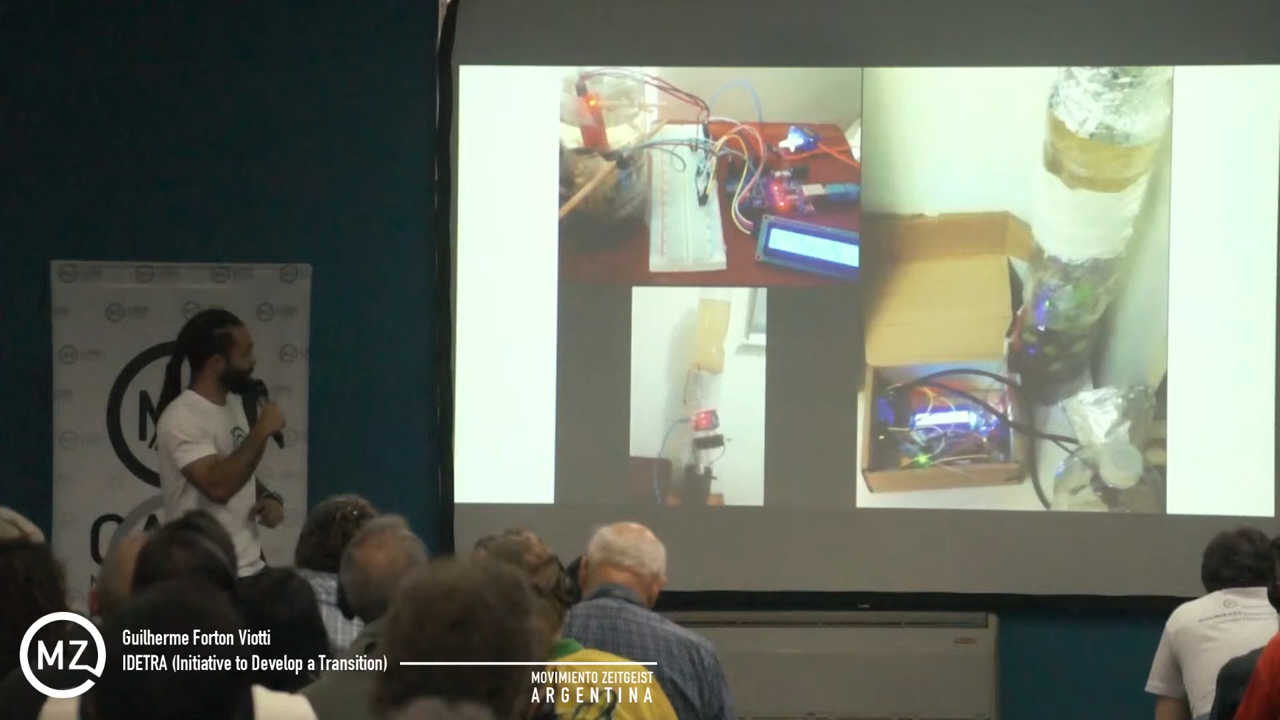 MZ
Guilherme Forton Viotti
IDETRA (Initiative to Develop a Transition)
MOVIMIENTO ZEITGEIST
ARGENTINA